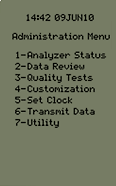 14:42 09JUN10
Administration Menu
1-Analyzer Status
2-Data Review
3-Quality Tests
4-Customization
5-Set Clock
6-Transmit Data
7-Utility